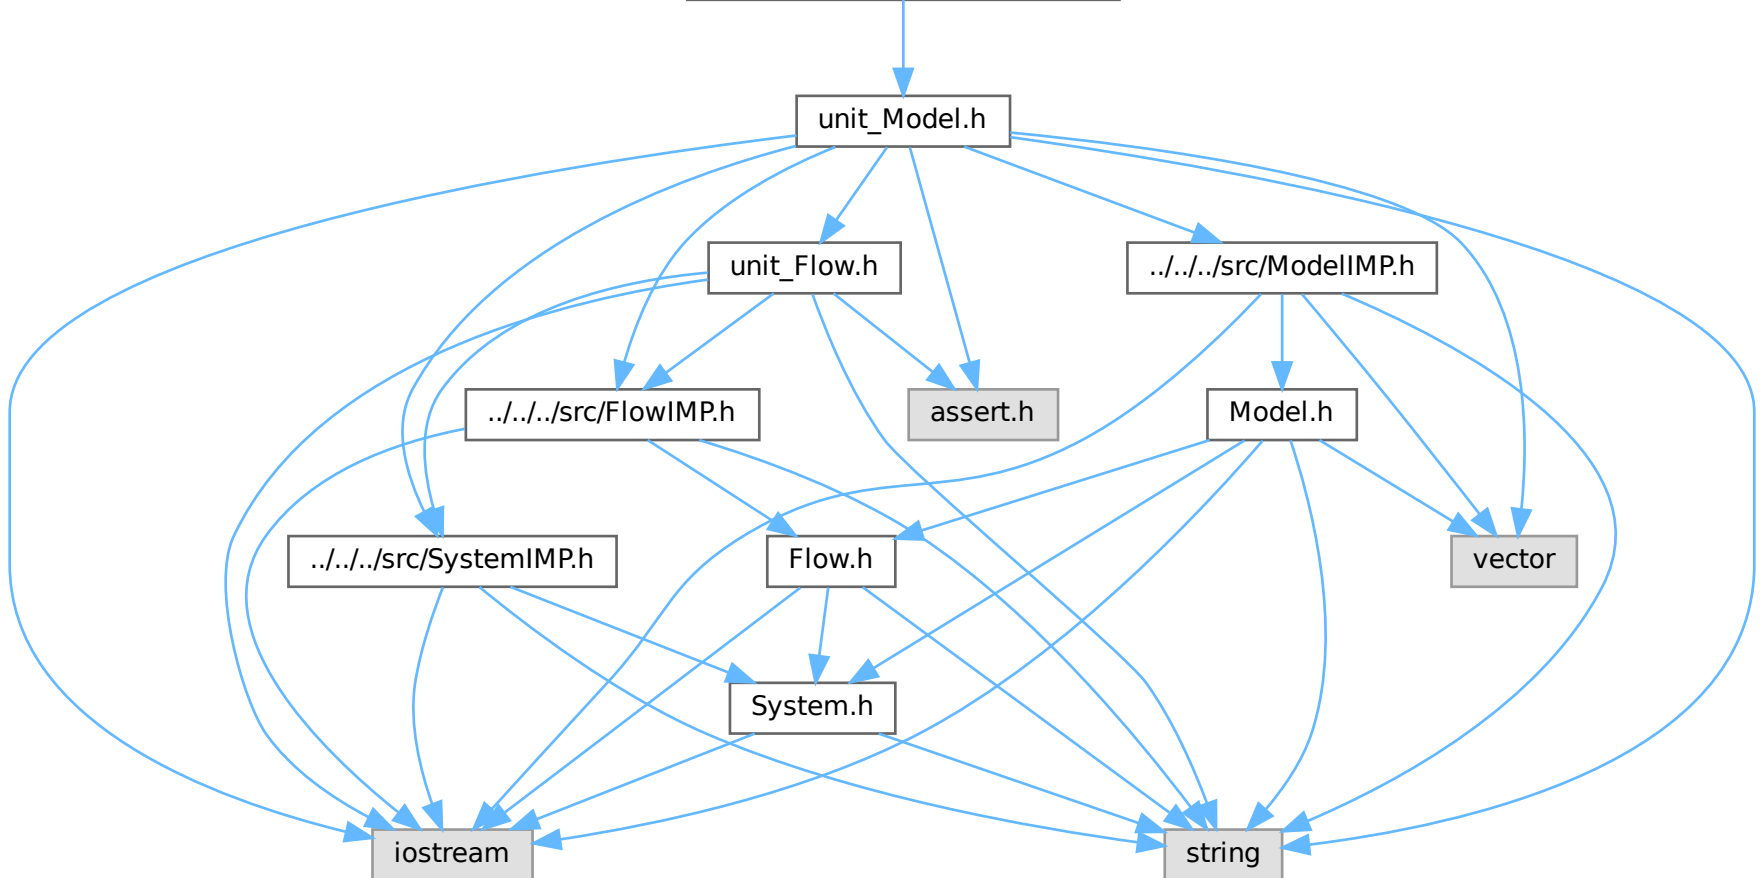 unit_Model.h
unit_Flow.h
../../../src/ModelIMP.h
../../../src/FlowIMP.h
assert.h
Model.h
../../../src/SystemIMP.h
Flow.h
vector
System.h
iostream
string